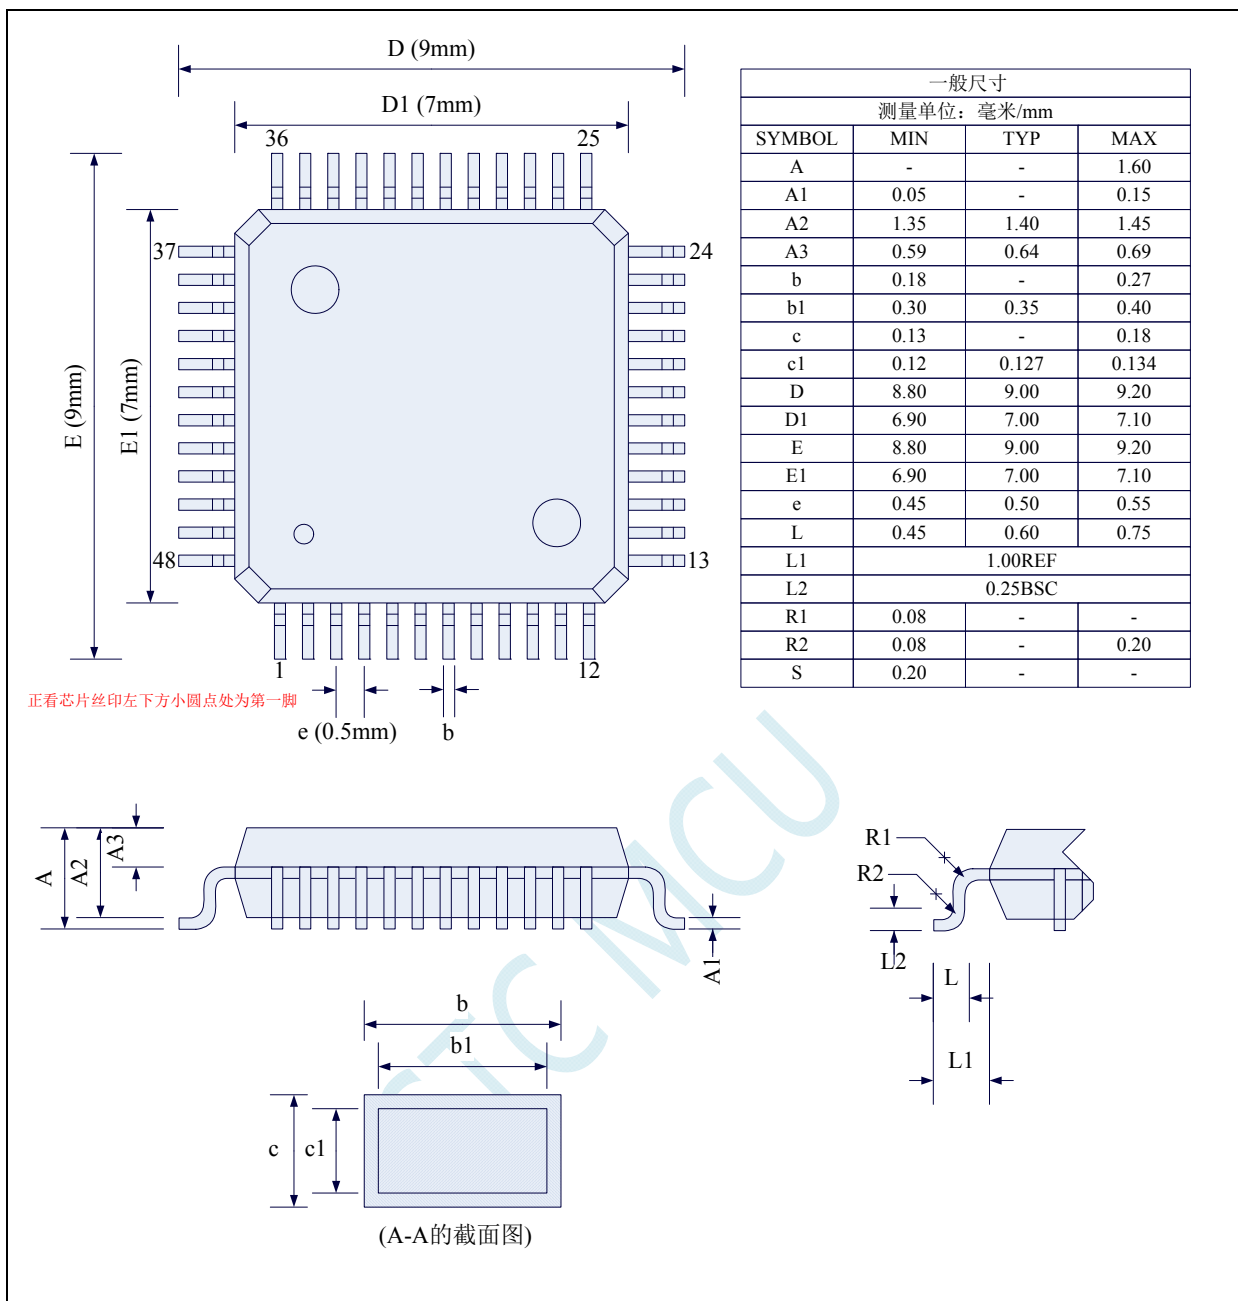 D (9mm)
D1 (7mm)
36
25
37
24
E (9mm)
E1 (7mm)
48
13
1
12
正看芯片丝印左下方小圆点处为第一脚
e (0.5mm)
b
一般尺寸
测量单位：毫米/mm
SYMBOL MIN TYP MAX
A - - 1.60
A1 0.05 - 0.15
A2 1.35 1.40 1.45
A3 0.59 0.64 0.69
b 0.18 - 0.27
b1 0.30 0.35 0.40
c 0.13 - 0.18
c1 0.12 0.127 0.134
D 8.80 9.00 9.20
D1 6.90 7.00 7.10
E 8.80 9.00 9.20
E1 6.90 7.00 7.10
e 0.45 0.50 0.55
L 0.45 0.60 0.75
L1 1.00REF
L2 0.25BSC
R1 0.08 - -
R2 0.08 - 0.20
S 0.20 - -
A
A2
A3
A1
R1
R2
L2
L
L1
b
b1
c
c1
(A-A的截面图)
STC MCU